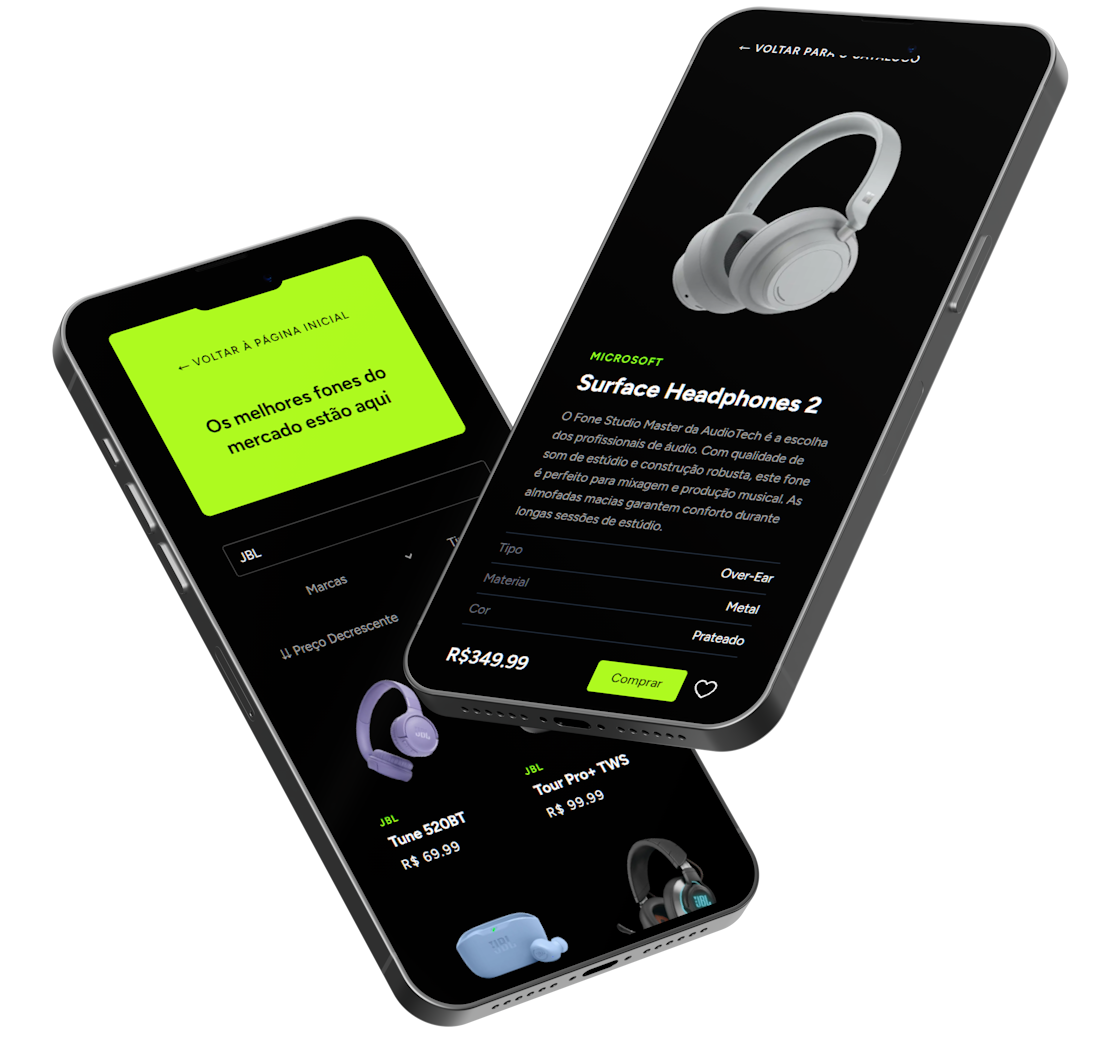 ← VOLTAR À PÁGINA INICIAL
Os melhores fones do
mercado estão aqui
JBL
Marcas
⇊ Preço Decrescente
JBL
JBL
Tune 520BT
R$ 69.99
JBL
Tour Pro+ TWS
R$ 99.99
JBL
JBL
← VOLTAR PARA O CATÁLOGO
MICROSOFT
Surface Headphones 2
O Fone Studio Master da AudioTech é a escolha
dos profissionais de áudio. Com qualidade de
som de estúdio e construção robusta, este fone
é perfeito para mixagem e produção musical. As
almofadas macias garantem conforto durante
longas sessões de estúdio.
Tipo
Over-Ear
Material
Metal
Cor
Prateado
R$349.99
Comprar